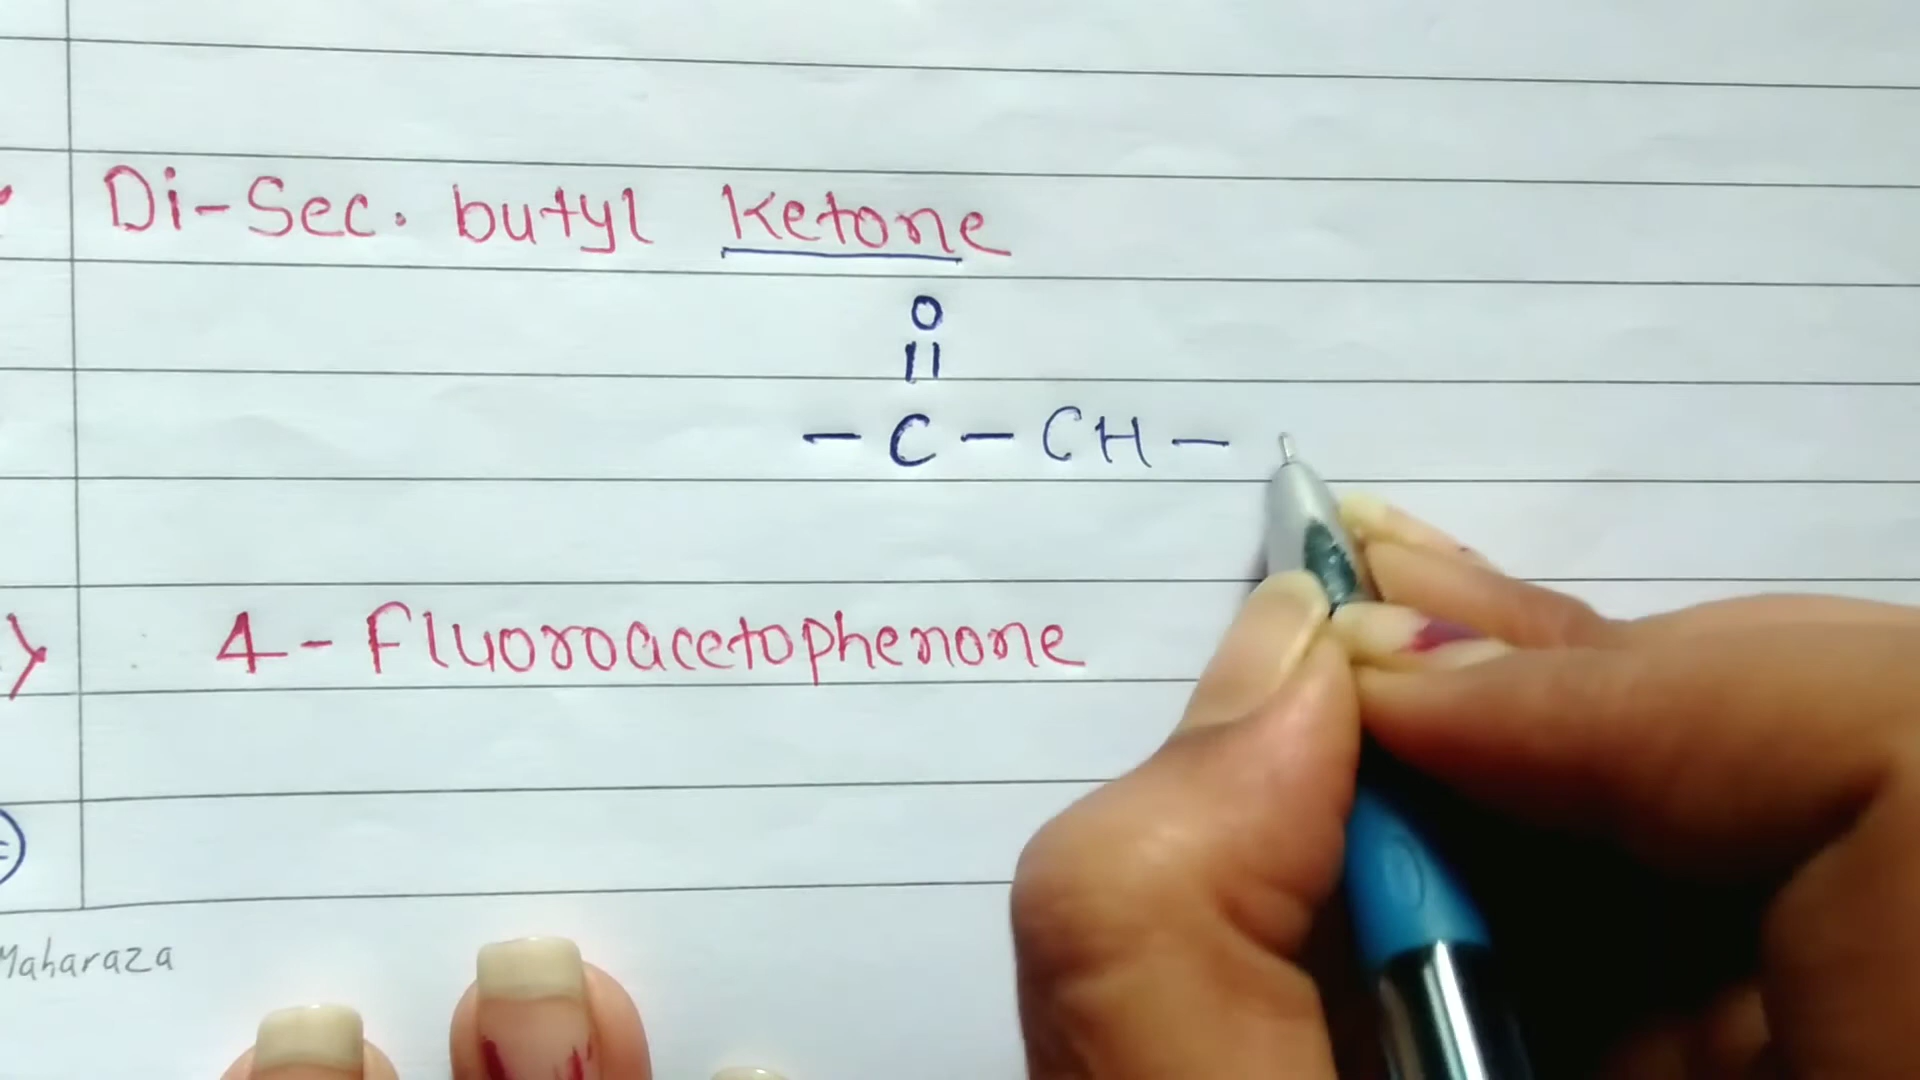 Di-Sec. butyl Ketone
O
||
- C - CH -
4-Fluoroacetophenone
Maharaza